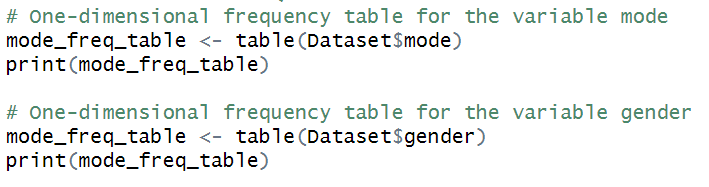 # One-dimensional frequency table for the variable mode
mode_freq_table <- table(Dataset$mode)
print(mode_freq_table)
# One-dimensional frequency table for the variable gender
mode_freq_table <- table(Dataset$gender)
print(mode_freq_table)